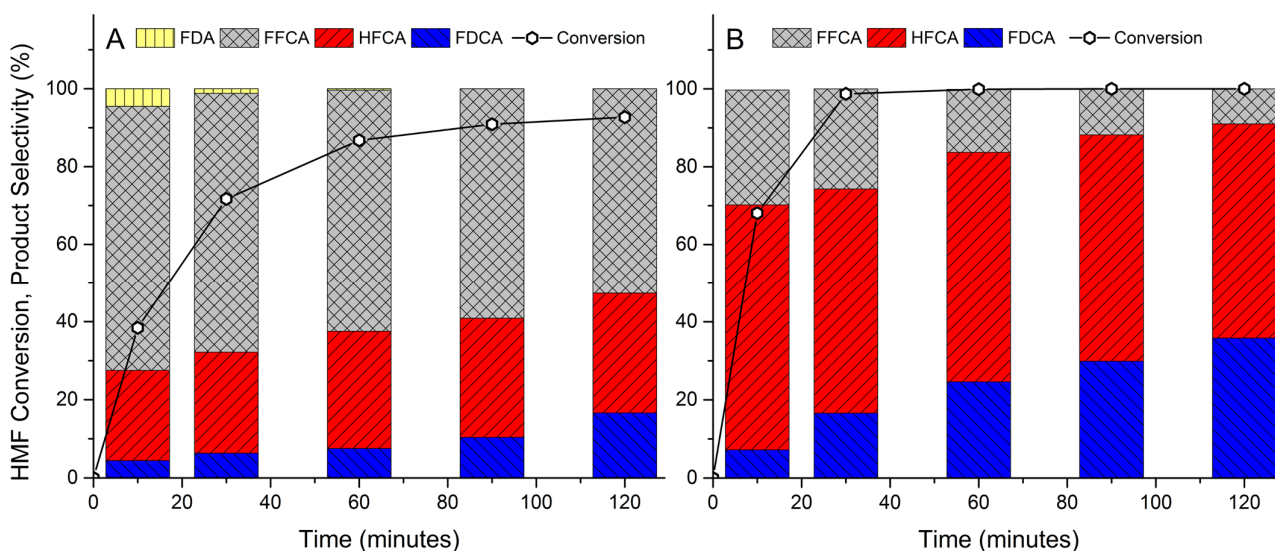 A
FDA FFCA HFCA FDCA Conversion
B
FFCA HFCA FDCA Conversion
HMF Conversion, Product Selectivity (%)
100
80
60
40
20
0
0 20 40 60 80 100 120
Time (minutes)
100
80
60
40
20
0
0 20 40 60 80 100 120
Time (minutes)